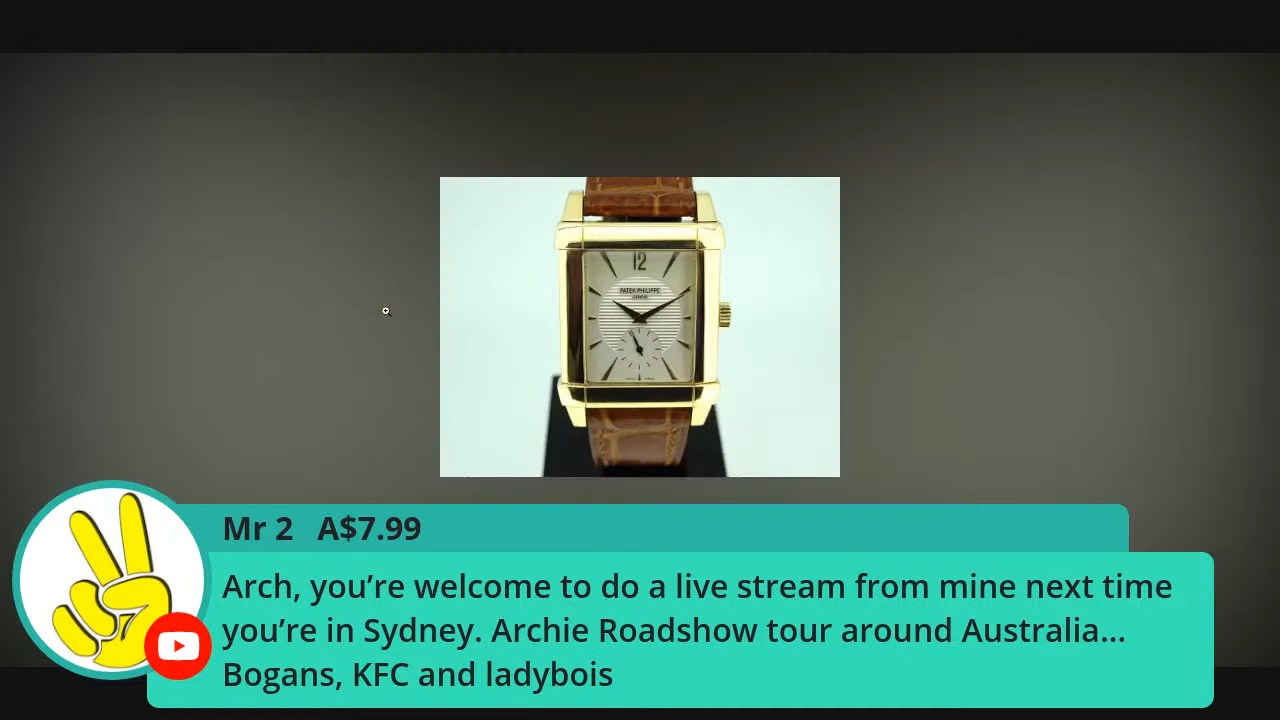 12
PATEK PHILIPPE
GENEVE
Mr 2 A$7.99
Arch, you’re welcome to do a live stream from mine next time
you’re in Sydney. Archie Roadshow tour around Australia...
Bogans, KFC and ladybois